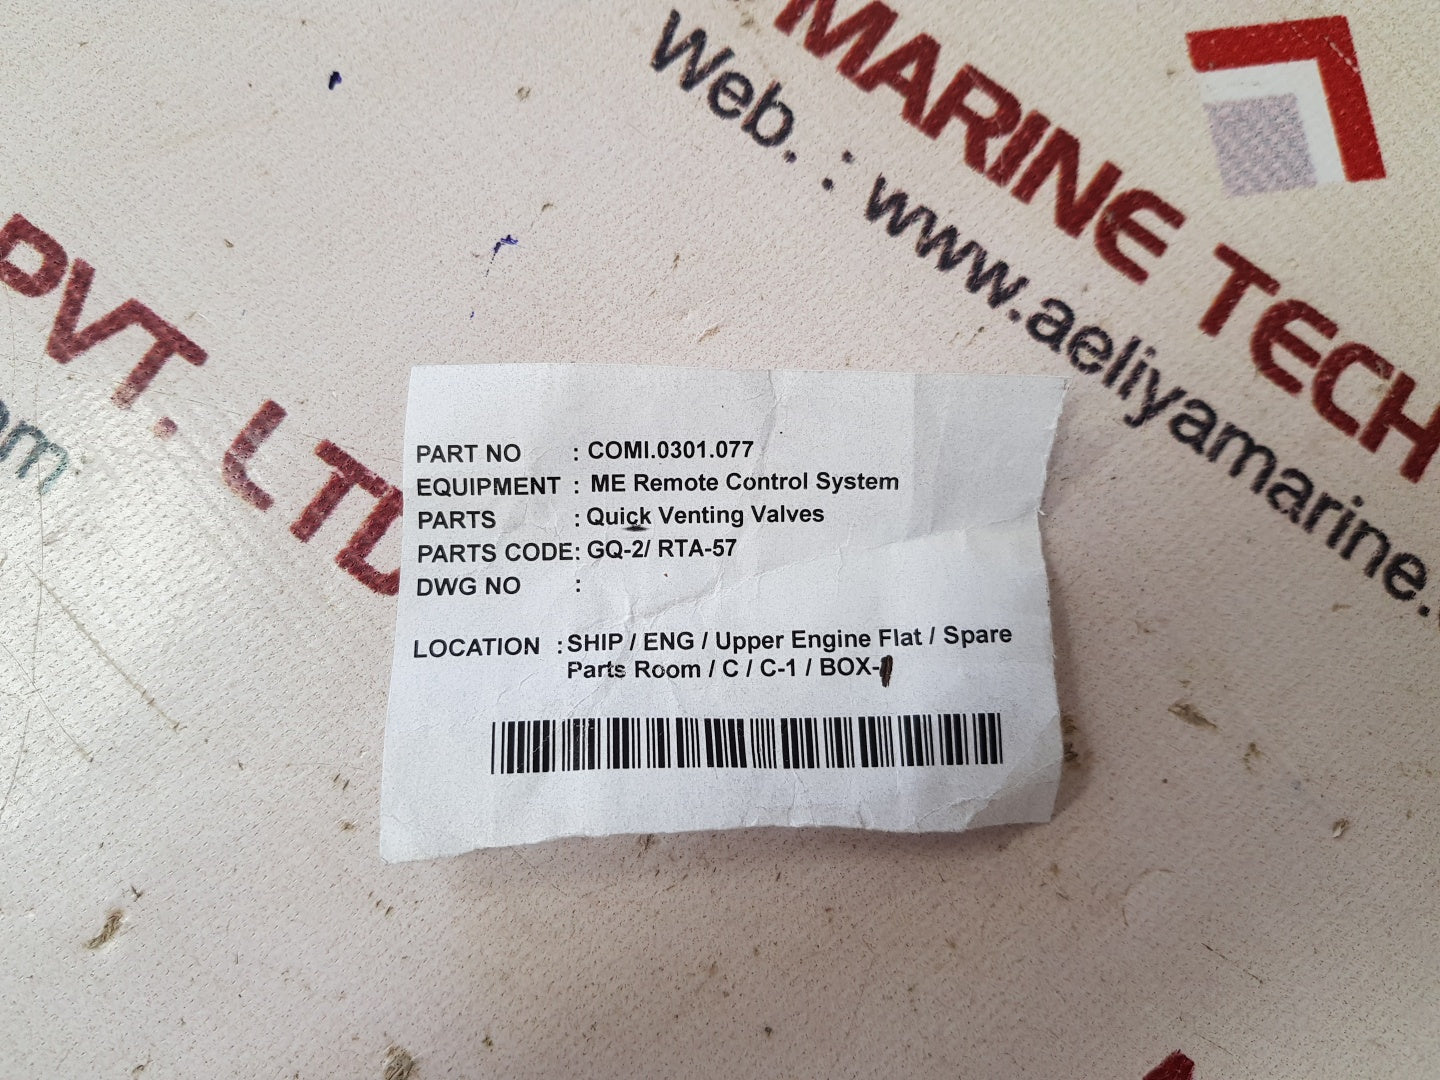 MARINE TECH
Web. : www.aeliyamarine.
PVT. LTD
om
PART NO : COMI.0301.077
EQUIPMENT : ME Remote Control System
PARTS : Quick Venting Valves
PARTS CODE: GQ-2/ RTA-57
DWG NO :
LOCATION : SHIP / ENG / Upper Engine Flat / Spare
Parts Room / C / C-1 / BOX-